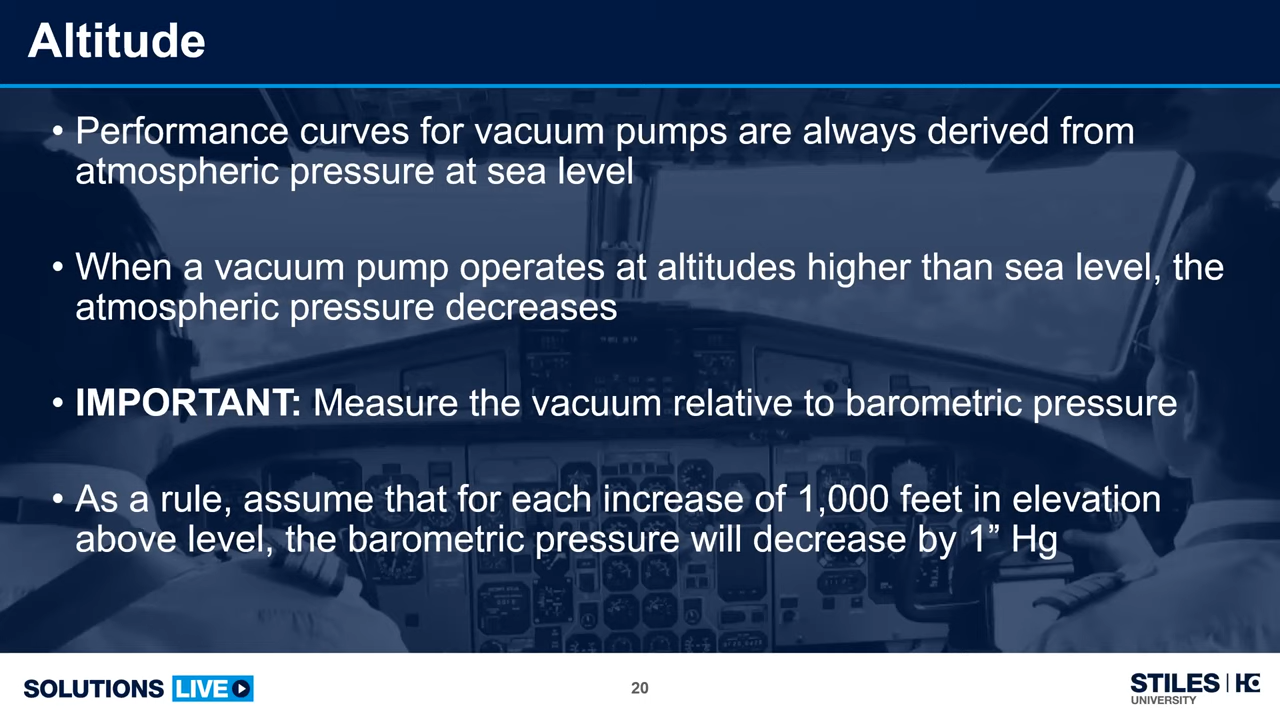 Altitude
• Performance curves for vacuum pumps are always derived from
atmospheric pressure at sea level
• When a vacuum pump operates at altitudes higher than sea level, the
atmospheric pressure decreases
• IMPORTANT: Measure the vacuum relative to barometric pressure
• As a rule, assume that for each increase of 1,000 feet in elevation
above level, the barometric pressure will decrease by 1” Hg
SOLUTIONS LIVE
20
STILES | HC
UNIVERSITY